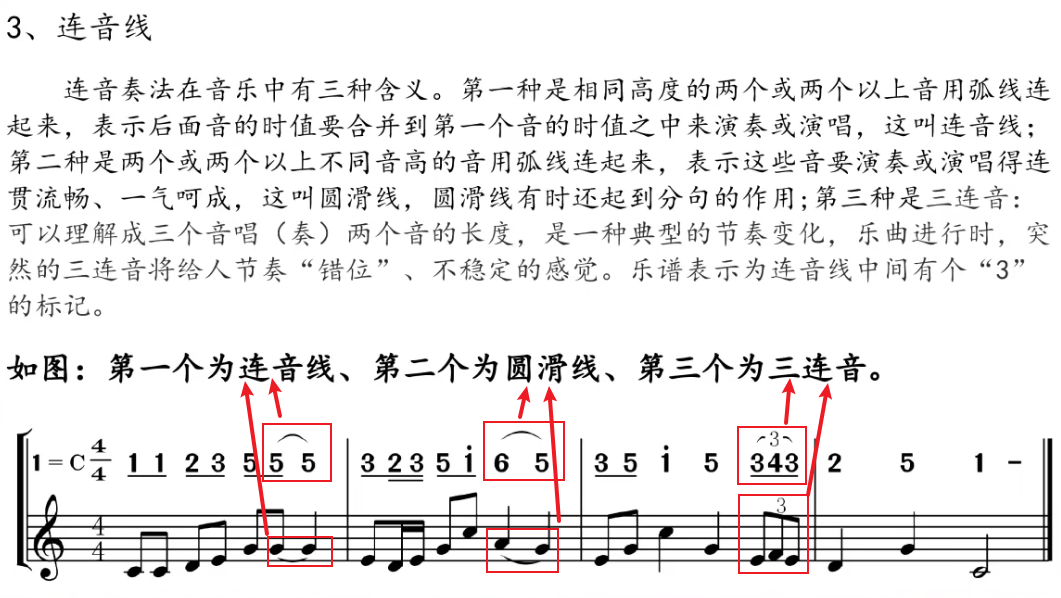 3、连音线
连音奏法在音乐中有三种含义。第一种是相同高度的两个或两个以上音用弧线连
起来，表示后面音的时值要合并到第一个音的时值之中来演奏或演唱，这叫连音线；
第二种是两个或两个以上不同音高的音用弧线连起来，表示这些音要演奏或演唱得连
贯流畅、一气呵成，这叫圆滑线，圆滑线有时还起到分句的作用;第三种是三连音：
可以理解成三个音唱（奏）两个音的长度，是一种典型的节奏变化，乐曲进行时，突
然的三连音将给人节奏“错位”、不稳定的感觉。乐谱表示为连音线中间有个“3”
的标记。
如图：第一个为连音线、第二个为圆滑线、第三个为三连音。
3
1=C 4/4 1 1 2 3 5 5 5 | 3 2 3 5 i 6 5 | 3 5 i 5 3 4 3 | 2 5 1 -
3
4/4